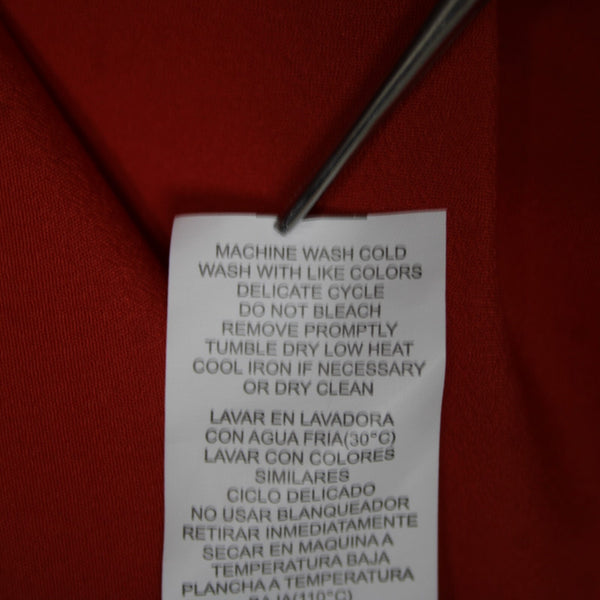 MACHINE WASH COLD
WASH WITH LIKE COLORS
DELICATE CYCLE
DO NOT BLEACH
REMOVE PROMPTLY
TUMBLE DRY LOW HEAT
COOL IRON IF NECESSARY
OR DRY CLEAN
LAVAR EN LAVADORA
CON AGUA FRIA(30°C)
LAVAR CON COLORES
SIMILARES
CICLO DELICADO
NO USAR BLANQUEADOR
RETIRAR INMEDIATAMENTE
SECAR EN MAQUINA A
TEMPERATURA BAJA
PLANCHA A TEMPERATURA
BAJA(110°C)